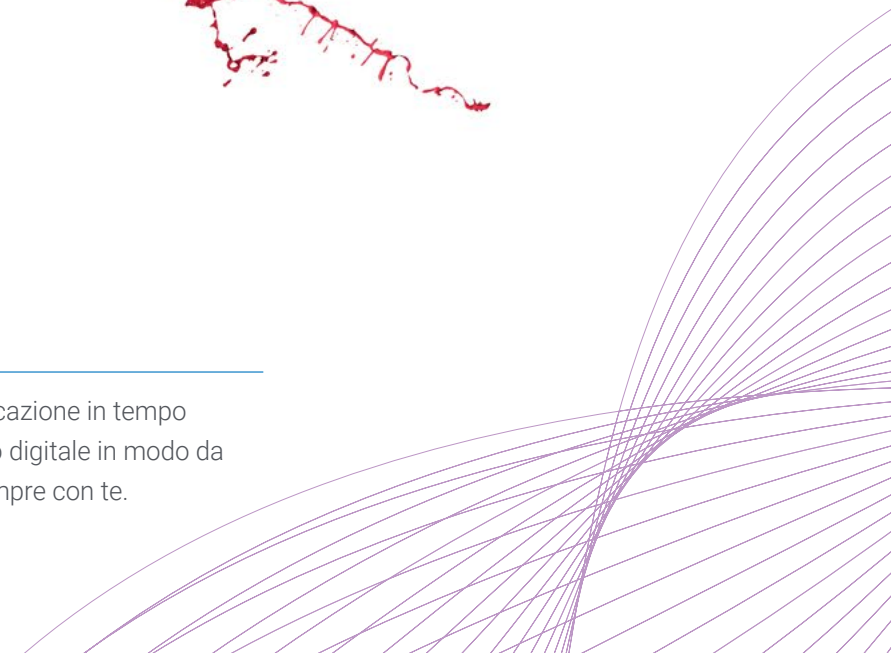 cazione in tempo
digitale in modo da
mpre con te.